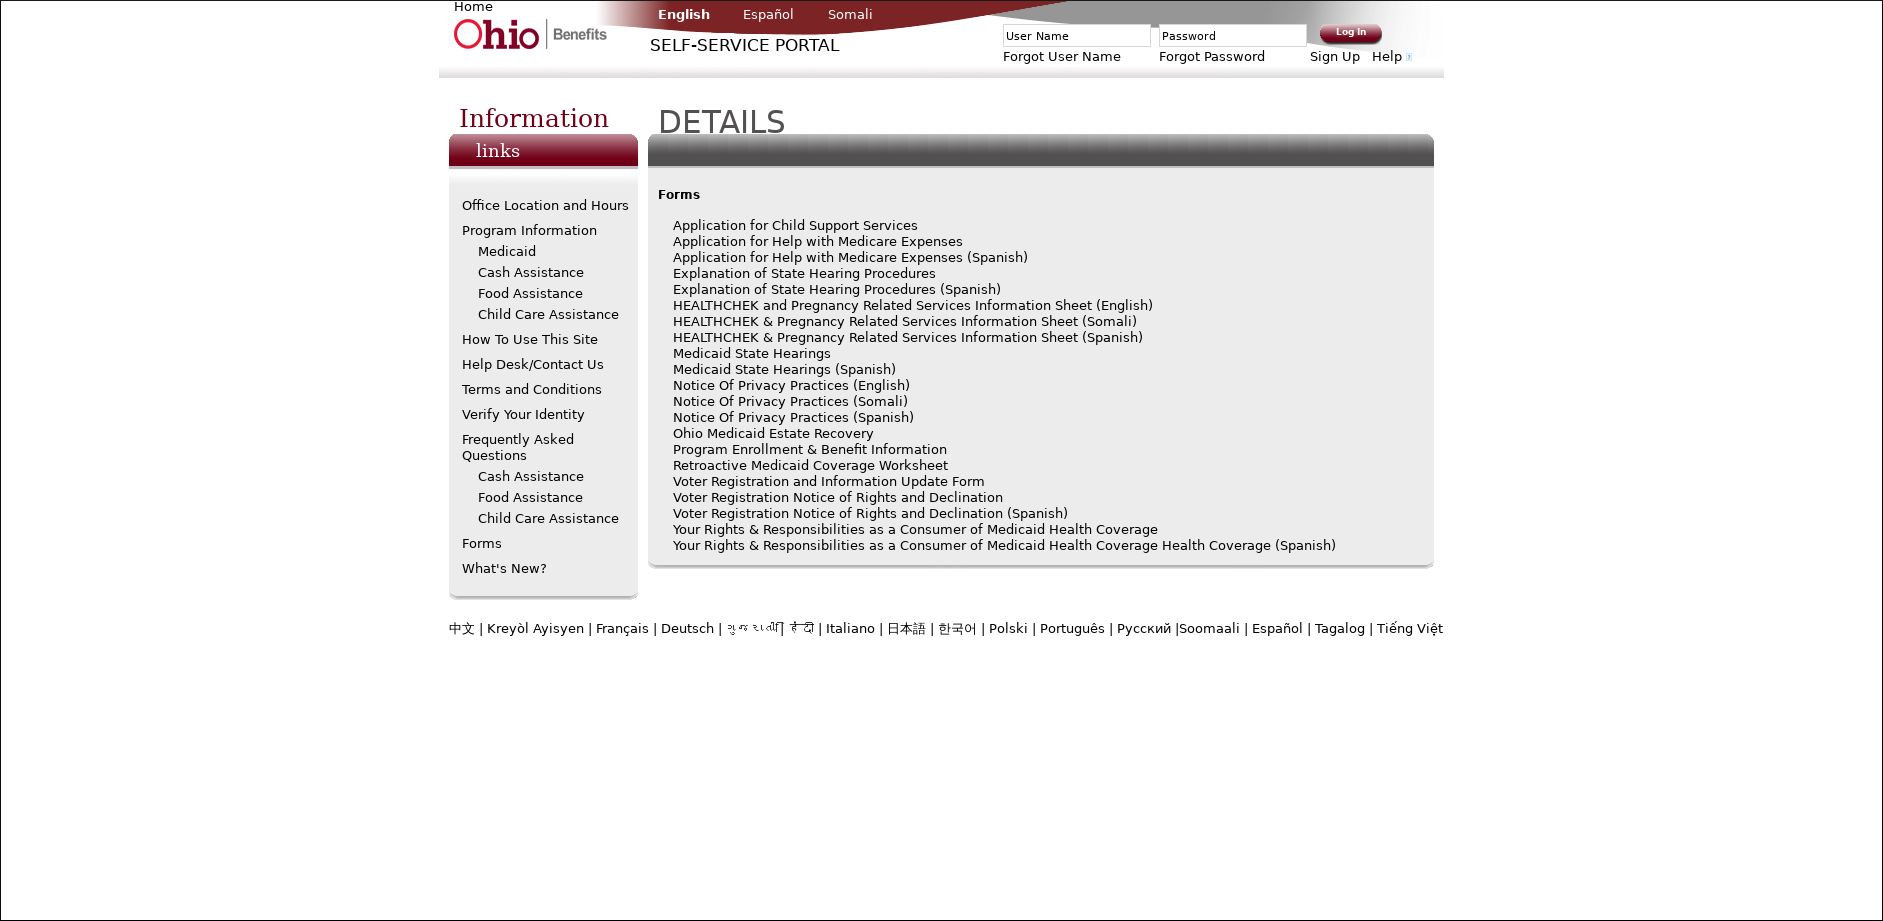 Home
Ohio Benefits
English Español Somali
SELF-SERVICE PORTAL
User Name Password Log In
Forgot User Name Forgot Password Sign Up Help ?
Information
links
Office Location and Hours
Program Information
Medicaid
Cash Assistance
Food Assistance
Child Care Assistance
How To Use This Site
Help Desk/Contact Us
Terms and Conditions
Verify Your Identity
Frequently Asked
Questions
Cash Assistance
Food Assistance
Child Care Assistance
Forms
What's New?
DETAILS
Forms
Application for Child Support Services
Application for Help with Medicare Expenses
Application for Help with Medicare Expenses (Spanish)
Explanation of State Hearing Procedures
Explanation of State Hearing Procedures (Spanish)
HEALTHCHEK and Pregnancy Related Services Information Sheet (English)
HEALTHCHEK & Pregnancy Related Services Information Sheet (Somali)
HEALTHCHEK & Pregnancy Related Services Information Sheet (Spanish)
Medicaid State Hearings
Medicaid State Hearings (Spanish)
Notice Of Privacy Practices (English)
Notice Of Privacy Practices (Somali)
Notice Of Privacy Practices (Spanish)
Ohio Medicaid Estate Recovery
Program Enrollment & Benefit Information
Retroactive Medicaid Coverage Worksheet
Voter Registration and Information Update Form
Voter Registration Notice of Rights and Declination
Voter Registration Notice of Rights and Declination (Spanish)
Your Rights & Responsibilities as a Consumer of Medicaid Health Coverage
Your Rights & Responsibilities as a Consumer of Medicaid Health Coverage Health Coverage (Spanish)
中文 | Kreyòl Ayisyen | Français | Deutsch | ગુજરાતી | हिंदी | Italiano | 日本語 | 한국어 | Polski | Português | Русский |Soomaali | Español | Tagalog | Tiếng Việt